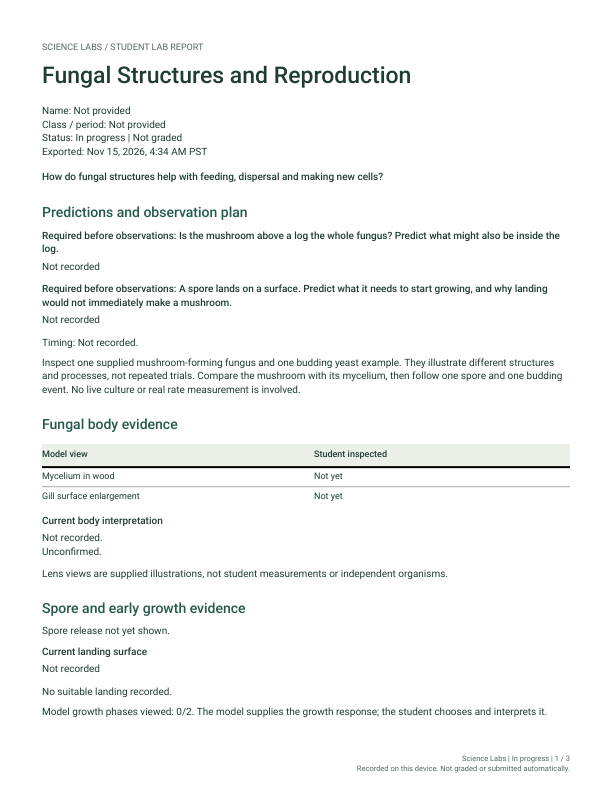 SCIENCE LABS / STUDENT LAB REPORT
Fungal Structures and Reproduction
Name: Not provided
Class / period: Not provided
Status: In progress | Not graded
Exported: Nov 15, 2026, 4:34 AM PST
How do fungal structures help with feeding, dispersal and making new cells?
Predictions and observation plan
Required before observations: Is the mushroom above a log the whole fungus? Predict what might also be inside the
log.
Not recorded
Required before observations: A spore lands on a surface. Predict what it needs to start growing, and why landing
would not immediately make a mushroom.
Not recorded
Timing: Not recorded.
Inspect one supplied mushroom-forming fungus and one budding yeast example. They illustrate different structures
and processes, not repeated trials. Compare the mushroom with its mycelium, then follow one spore and one budding
event. No live culture or real rate measurement is involved.
Fungal body evidence
Model view Student inspected
Mycelium in wood Not yet
Gill surface enlargement Not yet
Current body interpretation
Not recorded.
Unconfirmed.
Lens views are supplied illustrations, not student measurements or independent organisms.
Spore and early growth evidence
Spore release not yet shown.
Current landing surface
Not recorded
No suitable landing recorded.
Model growth phases viewed: 0/2. The model supplies the growth response; the student chooses and interprets it.
Science Labs | In progress | 1 / 3
Recorded on this device. Not graded or submitted automatically.